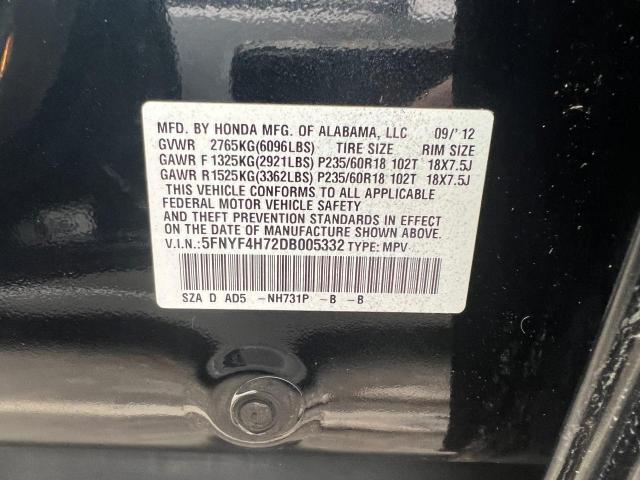 MFD. BY HONDA MFG. OF ALABAMA, LLC 09/'12
GVWR 2765KG(6096LBS) TIRE SIZE RIM SIZE
GAWR F 1325KG(2921LBS) P235/60R18 102T 18X7.5J
GAWR R1525KG(3362LBS) P235/60R18 102T 18X7.5J
THIS VEHICLE CONFORMS TO ALL APPLICABLE
FEDERAL MOTOR VEHICLE SAFETY
AND THEFT PREVENTION STANDARDS IN EFFECT
ON THE DATE OF MANUFACTURE SHOWN ABOVE.
V.I.N.:5FNYF4H72DB005332 TYPE: MPV
SZA D AD5 -NH731P -B -B